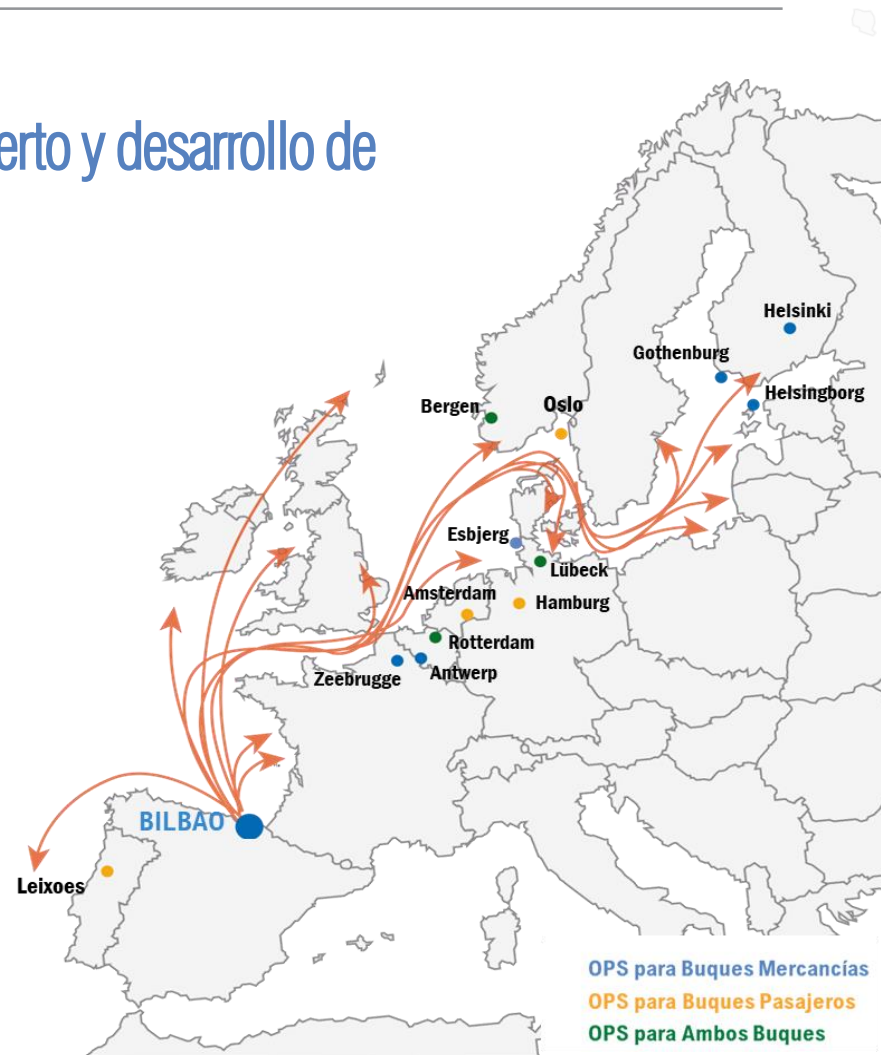 erto y desarrollo de
Helsinki
Gothenburg
Helsingborg
Bergen
Oslo
Esbjerg
Lübeck
Amsterdam
Hamburg
Rotterdam
Zeebrugge
Antwerp
BILBAO
Leixoes
OPS para Buques Mercancías
OPS para Buques Pasajeros
OPS para Ambos Buques